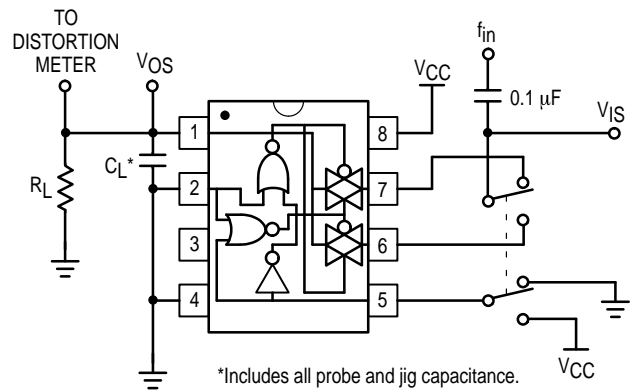 TO
DISTORTION
METER
VOS
fin
VCC
0.1 μF
VIS
1
8
CL*
RL
2
7
3
6
4
5
VCC
*Includes all probe and jig capacitance.